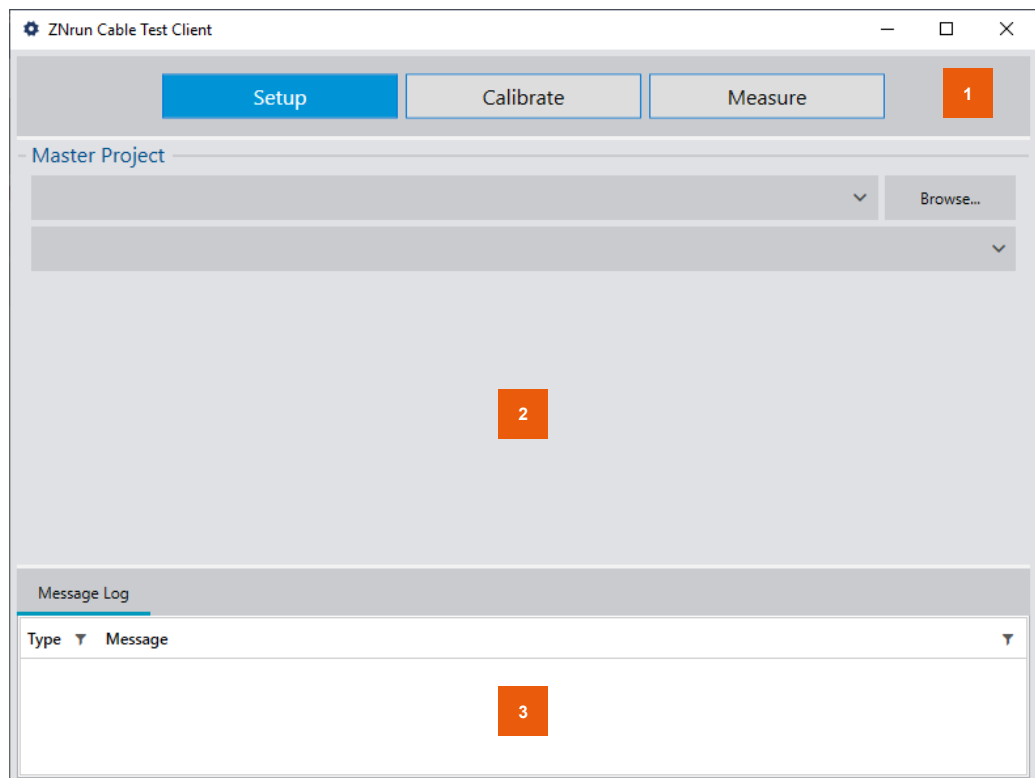 ZNrun Cable Test Client
Setup Calibrate Measure 1
Master Project
Browse...
2
Message Log
Type Message
3